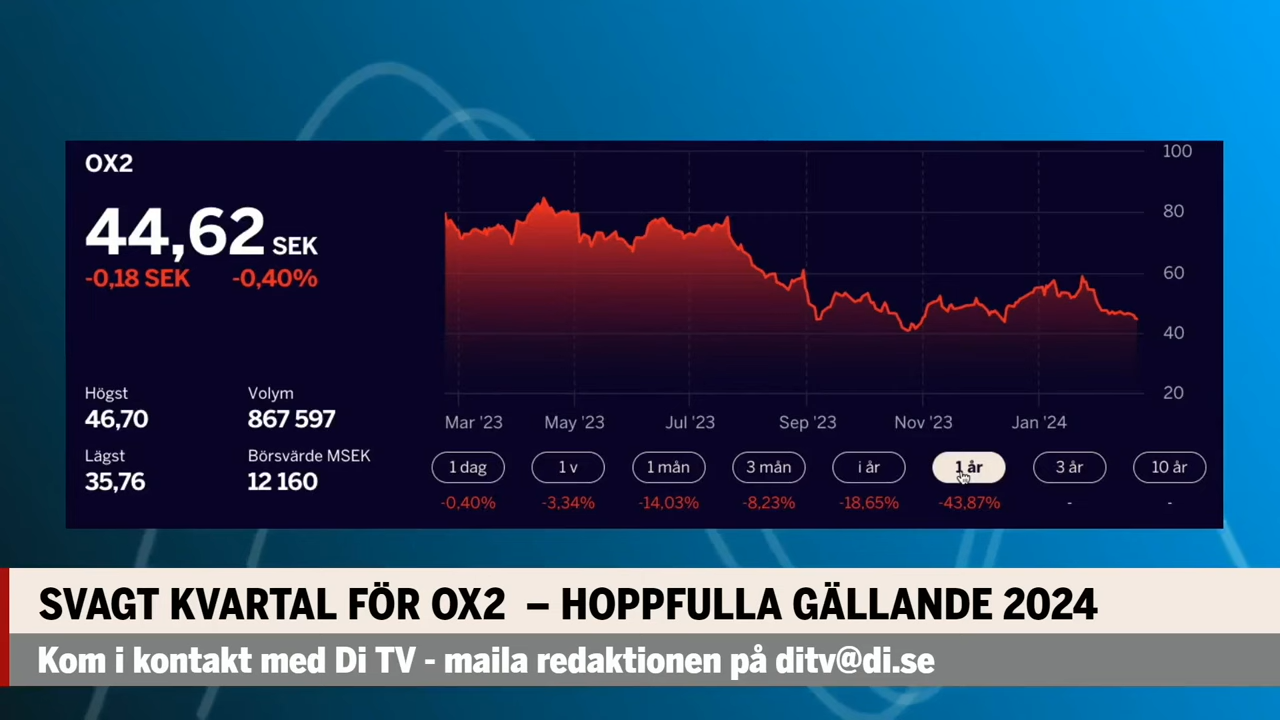 OX2
44,62 SEK
-0,18 SEK -0,40%
Högst Volym
46,70 867 597
Lägst Börsvärde MSEK
35,76 12 160
100
80
60
40
20
Mar '23 May '23 Jul '23 Sep '23 Nov '23 Jan '24
1 dag 1 v 1 mån 3 mån i år 1 år 3 år 10 år
-0,40% -3,34% -14,03% -8,23% -18,65% -43,87% - -
SVAGT KVARTAL FÖR OX2 – HOPPFULLA GÄLLANDE 2024
Kom i kontakt med Di TV - maila redaktionen på ditv@di.se